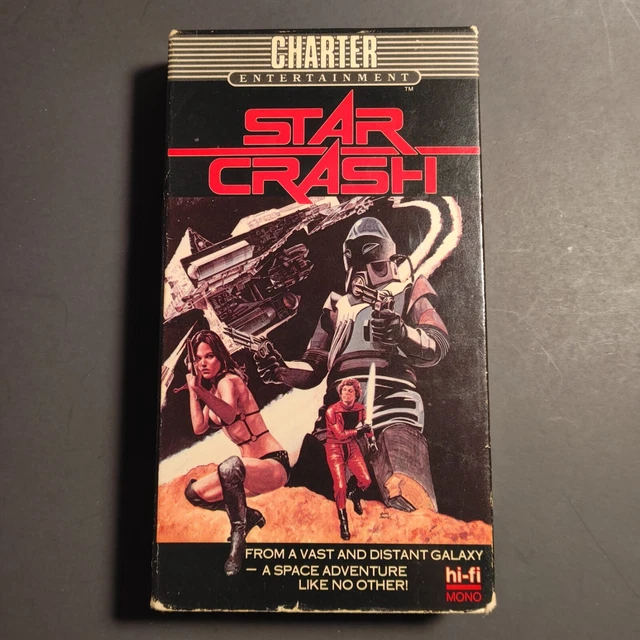 CHARTER
ENTERTAINMENT
™
STAR
CRASH
FROM A VAST AND DISTANT GALAXY
— A SPACE ADVENTURE
LIKE NO OTHER!
hi-fi
MONO